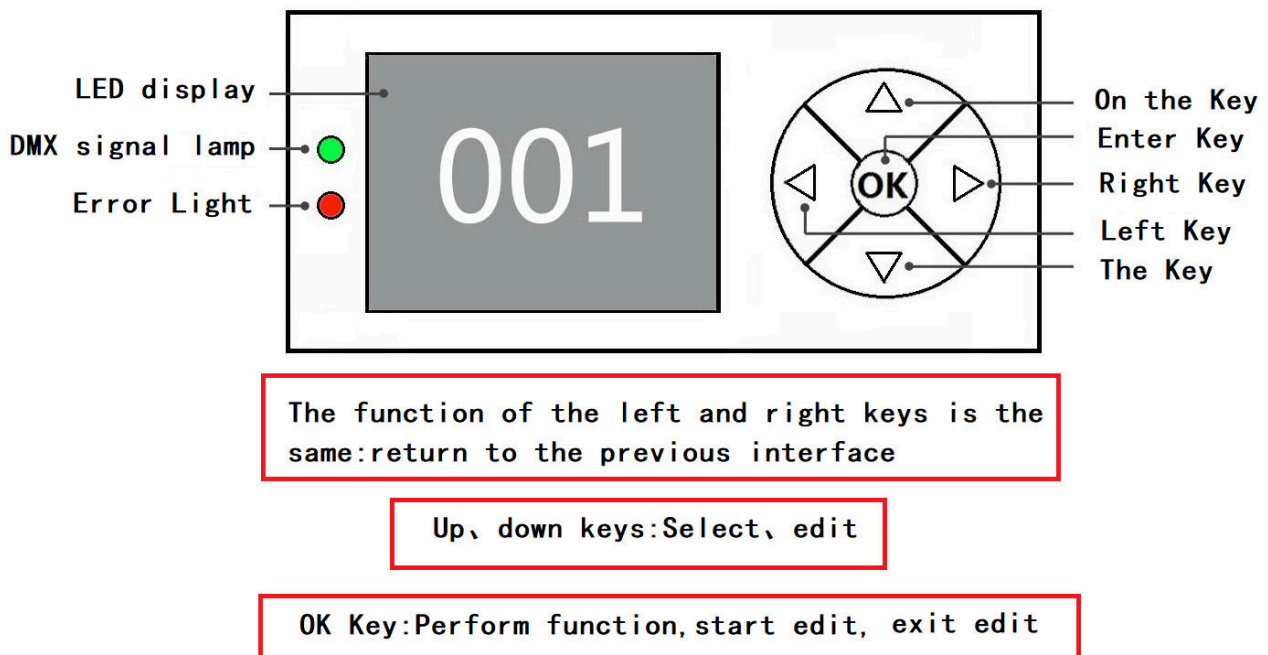 LED display
DMX signal lamp
Error Light
001
OK
On the Key
Enter Key
Right Key
Left Key
The Key
The function of the left and right keys is the
same:return to the previous interface
Up、down keys:Select、edit
OK Key:Perform function,start edit, exit edit